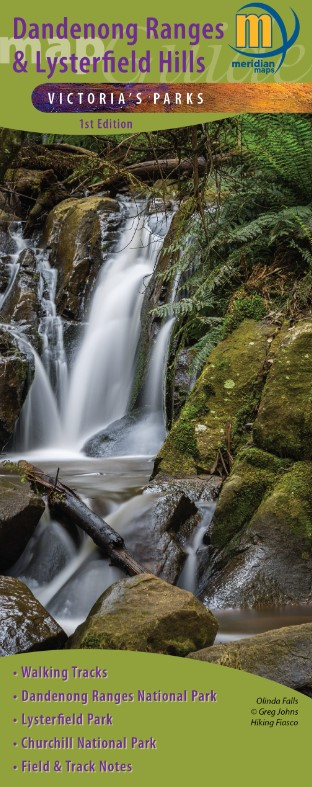 Dandenong Ranges
& Lysterfield Hills
mapGuide
m
meridian
maps
VICTORIA'S PARKS
1st Edition
• Walking Tracks
• Dandenong Ranges National Park
• Lysterfield Park
• Churchill National Park
• Field & Track Notes
Olinda Falls
© Greg Johns
Hiking Fiasco